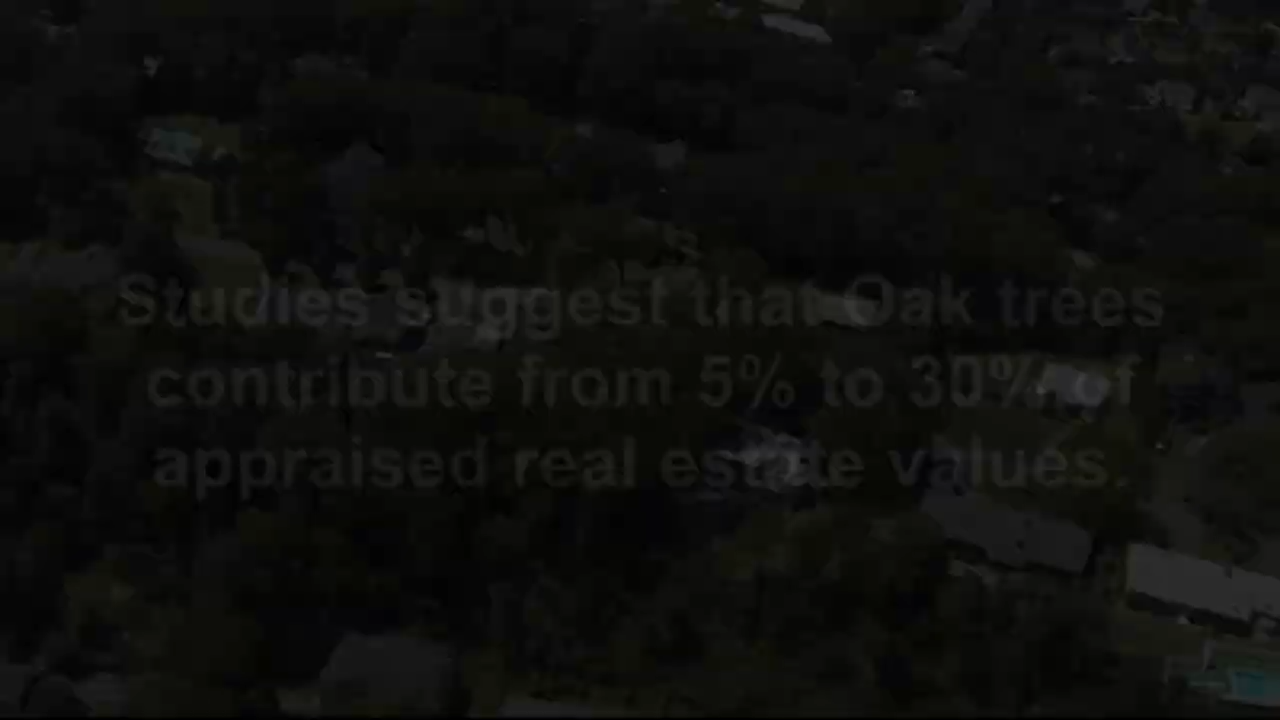 Studies suggest that Oak trees
contribute from 5% to 30% of
appraised real estate values.